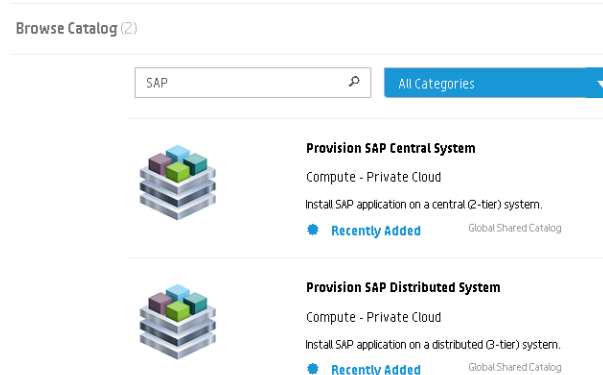 Browse Catalog (2)
SAP
All Categories
Provision SAP Central System
Compute - Private Cloud
Install SAP application on a central (2-tier) system.
Recently Added
Global Shared Catalog
Provision SAP Distributed System
Compute - Private Cloud
Install SAP application on a distributed (3-tier) system.
Recently Added
Global Shared Catalog